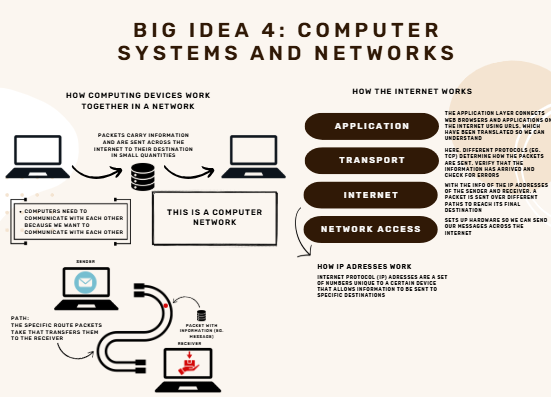 BIG IDEA 4: COMPUTER
SYSTEMS AND NETWORKS
HOW COMPUTING DEVICES WORK
TOGETHER IN A NETWORK
PACKETS CARRY INFORMATION
AND ARE SENT ACROSS THE
INTERNET TO THEIR DESTINATION
IN SMALL QUANTITIES
• COMPUTERS NEED TO
COMMUNICATE WITH EACH OTHER
BECAUSE WE WANT TO
COMMUNICATE WITH EACH OTHER
THIS IS A COMPUTER
NETWORK
SENDER
PATH:
THE SPECIFIC ROUTE PACKETS
TAKE THAT TRANSFERS THEM
TO THE RECEIVER
PACKET WITH
INFORMATION (EG.
MESSAGE)
RECEIVER
HOW THE INTERNET WORKS
APPLICATION
THE APPLICATION LAYER CONNECTS
WEB BROWSERS AND APPLICATIONS ON
THE INTERNET USING URLS, WHICH
HAVE BEEN TRANSLATED SO WE CAN
UNDERSTAND
TRANSPORT
HERE, DIFFERENT PROTOCOLS (EG.
TCP) DETERMINE HOW THE PACKETS
ARE SENT, VERIFY THAT THE
INFORMATION HAS ARRIVED AND
CHECK FOR ERRORS
INTERNET
WITH THE INFO OF THE IP ADDRESSES
OF THE SENDER AND RECEIVER, A
PACKET IS SENT OVER DIFFERENT
PATHS TO REACH ITS FINAL
DESTINATION
NETWORK ACCESS
SETS UP HARDWARE SO WE CAN SEND
OUR MESSAGES ACROSS THE
INTERNET
HOW IP ADRESSES WORK
INTERNET PROTOCOL (IP) ADRESSES ARE A SET
OF NUMBERS UNIQUE TO A CERTAIN DEVICE
THAT ALLOWS INFORMATION TO BE SENT TO
SPECIFIC DESTINATIONS